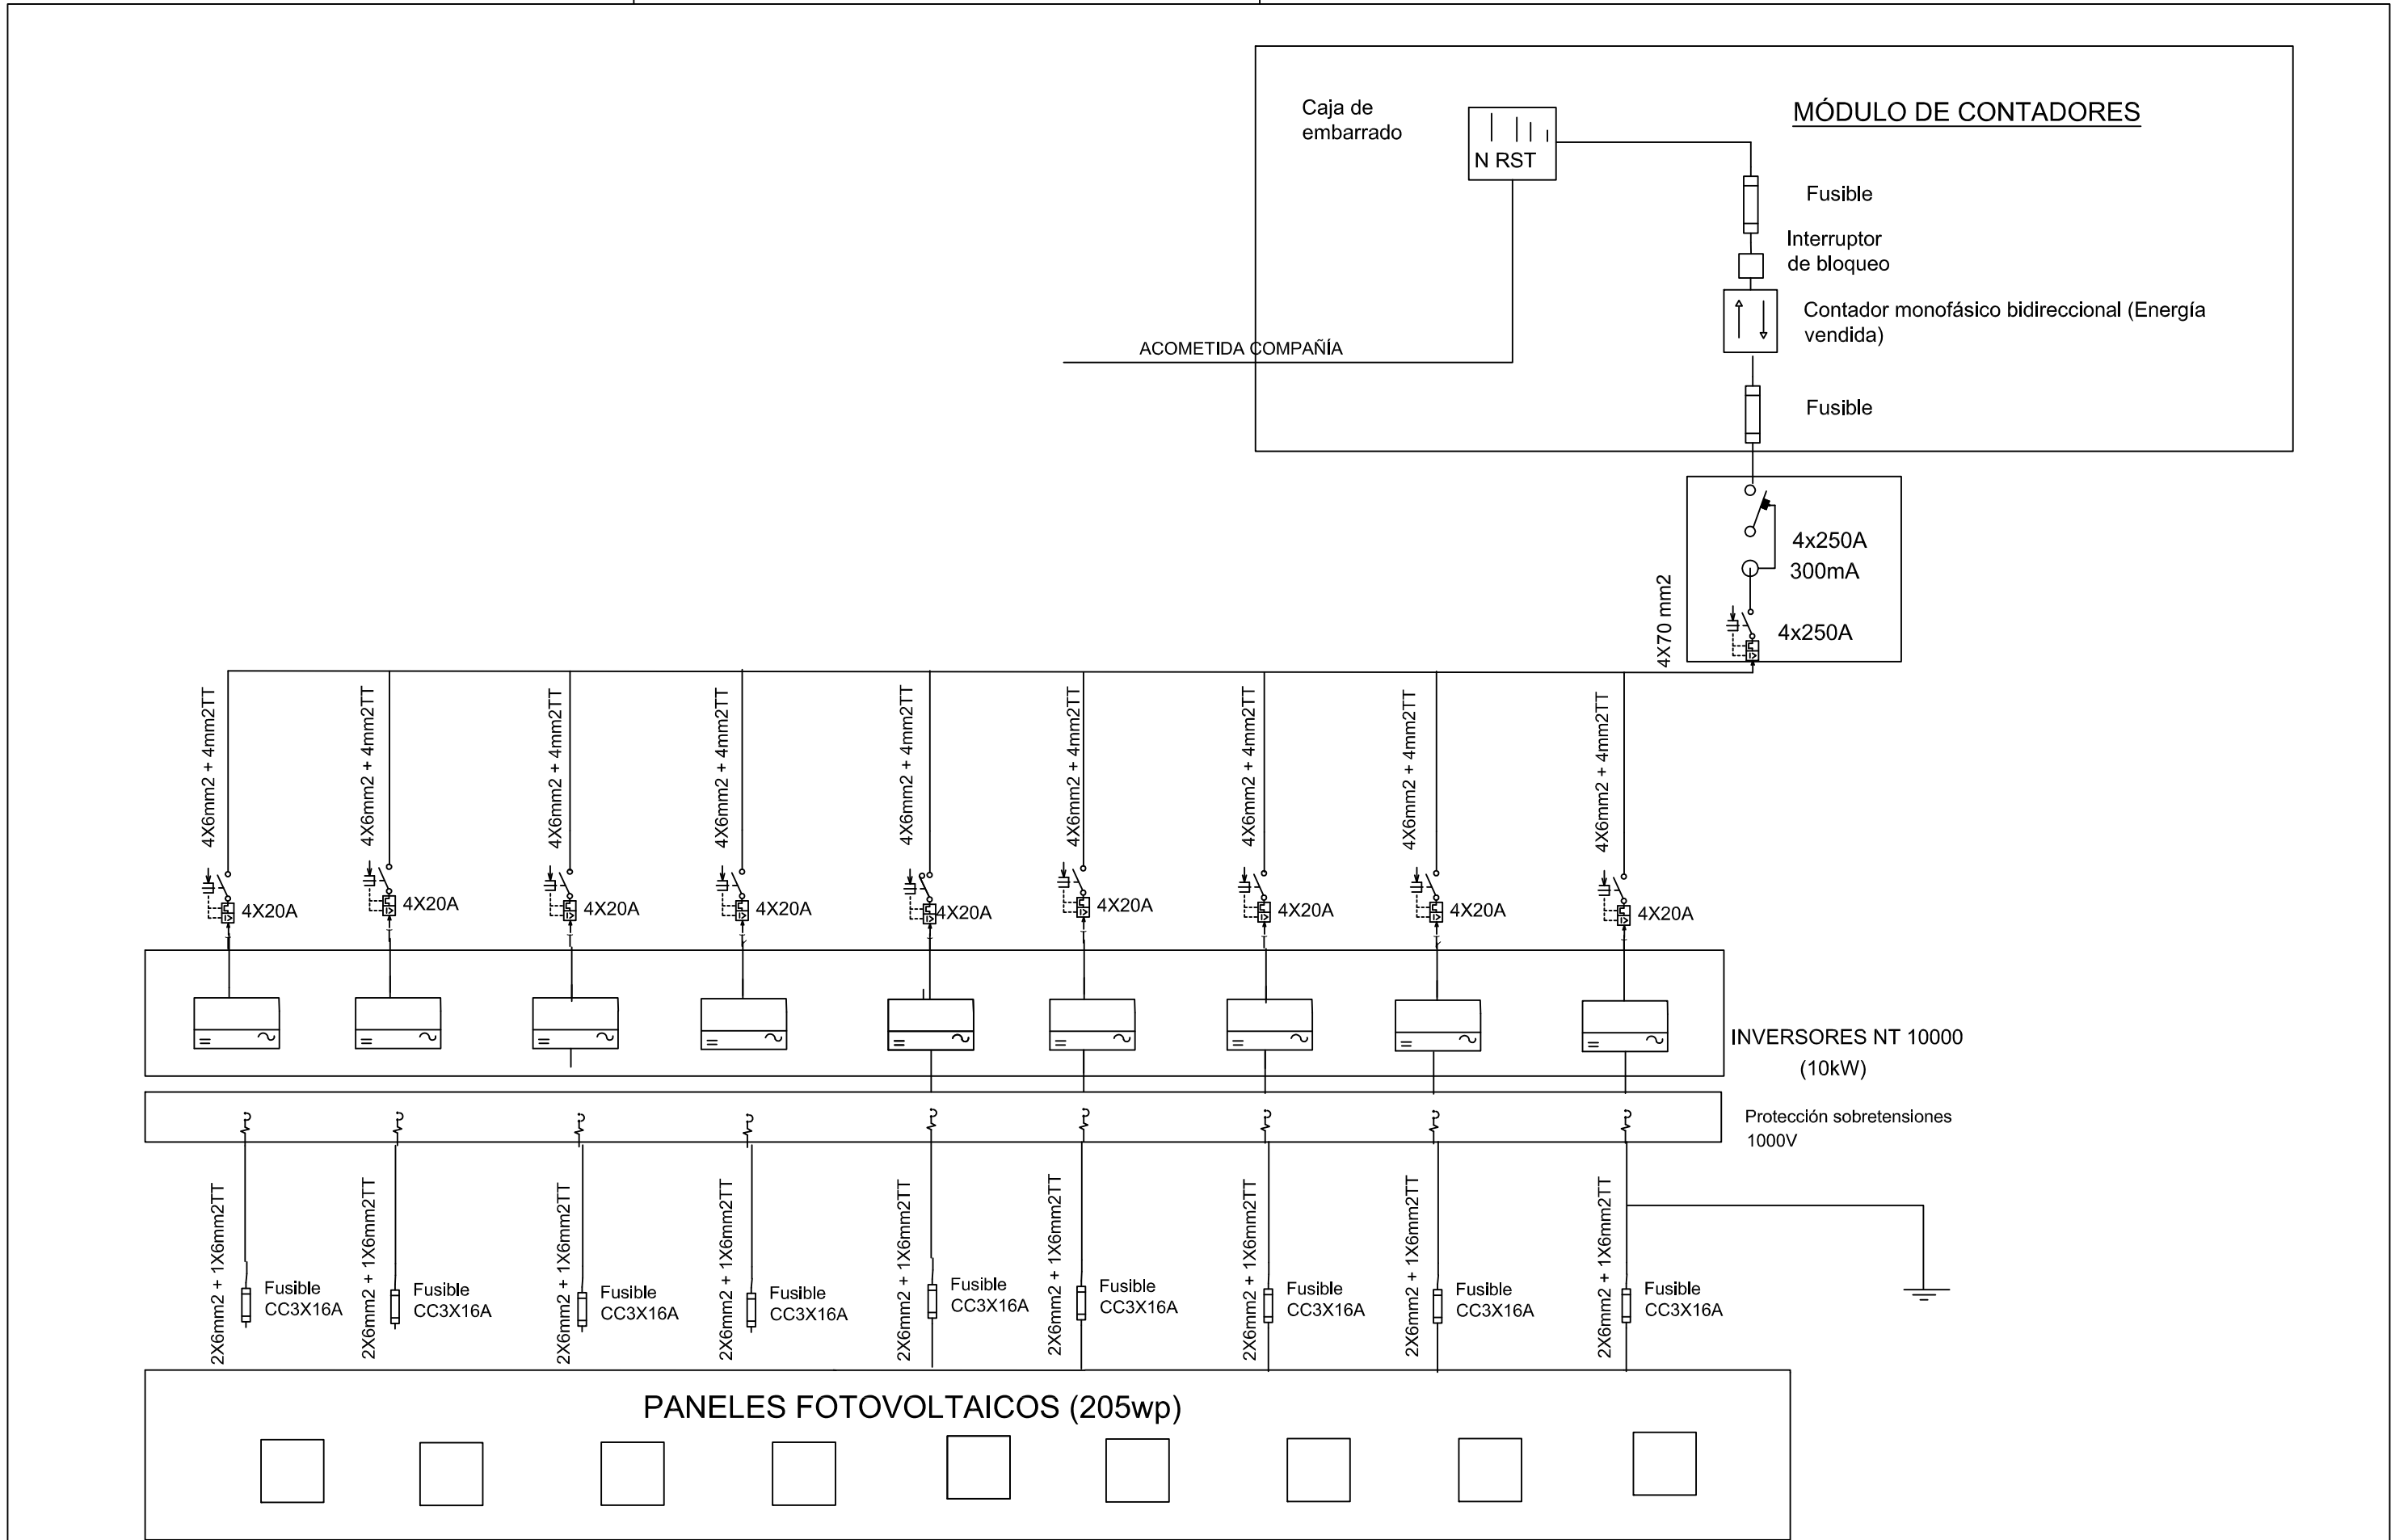 Caja de
embarrado
N RST
MÓDULO DE CONTADORES
Fusible
Interruptor
de bloqueo
Contador monofásico bidireccional (Energía
vendida)
ACOMETIDA COMPAÑÍA
Fusible
4x250A
300mA
4x250A
4X70 mm2
4X6mm2 + 4mm2TT
4X6mm2 + 4mm2TT
4X6mm2 + 4mm2TT
4X6mm2 + 4mm2TT
4X6mm2 + 4mm2TT
4X6mm2 + 4mm2TT
4X6mm2 + 4mm2TT
4X6mm2 + 4mm2TT
4X6mm2 + 4mm2TT
4X20A
4X20A
4X20A
4X20A
4X20A
4X20A
4X20A
4X20A
4X20A
INVERSORES NT 10000
(10kW)
Protección sobretensiones
1000V
2X6mm2 + 1X6mm2TT
2X6mm2 + 1X6mm2TT
2X6mm2 + 1X6mm2TT
2X6mm2 + 1X6mm2TT
2X6mm2 + 1X6mm2TT
2X6mm2 + 1X6mm2TT
2X6mm2 + 1X6mm2TT
2X6mm2 + 1X6mm2TT
2X6mm2 + 1X6mm2TT
Fusible
CC3X16A
Fusible
CC3X16A
Fusible
CC3X16A
Fusible
CC3X16A
Fusible
CC3X16A
Fusible
CC3X16A
Fusible
CC3X16A
Fusible
CC3X16A
Fusible
CC3X16A
PANELES FOTOVOLTAICOS (205wp)